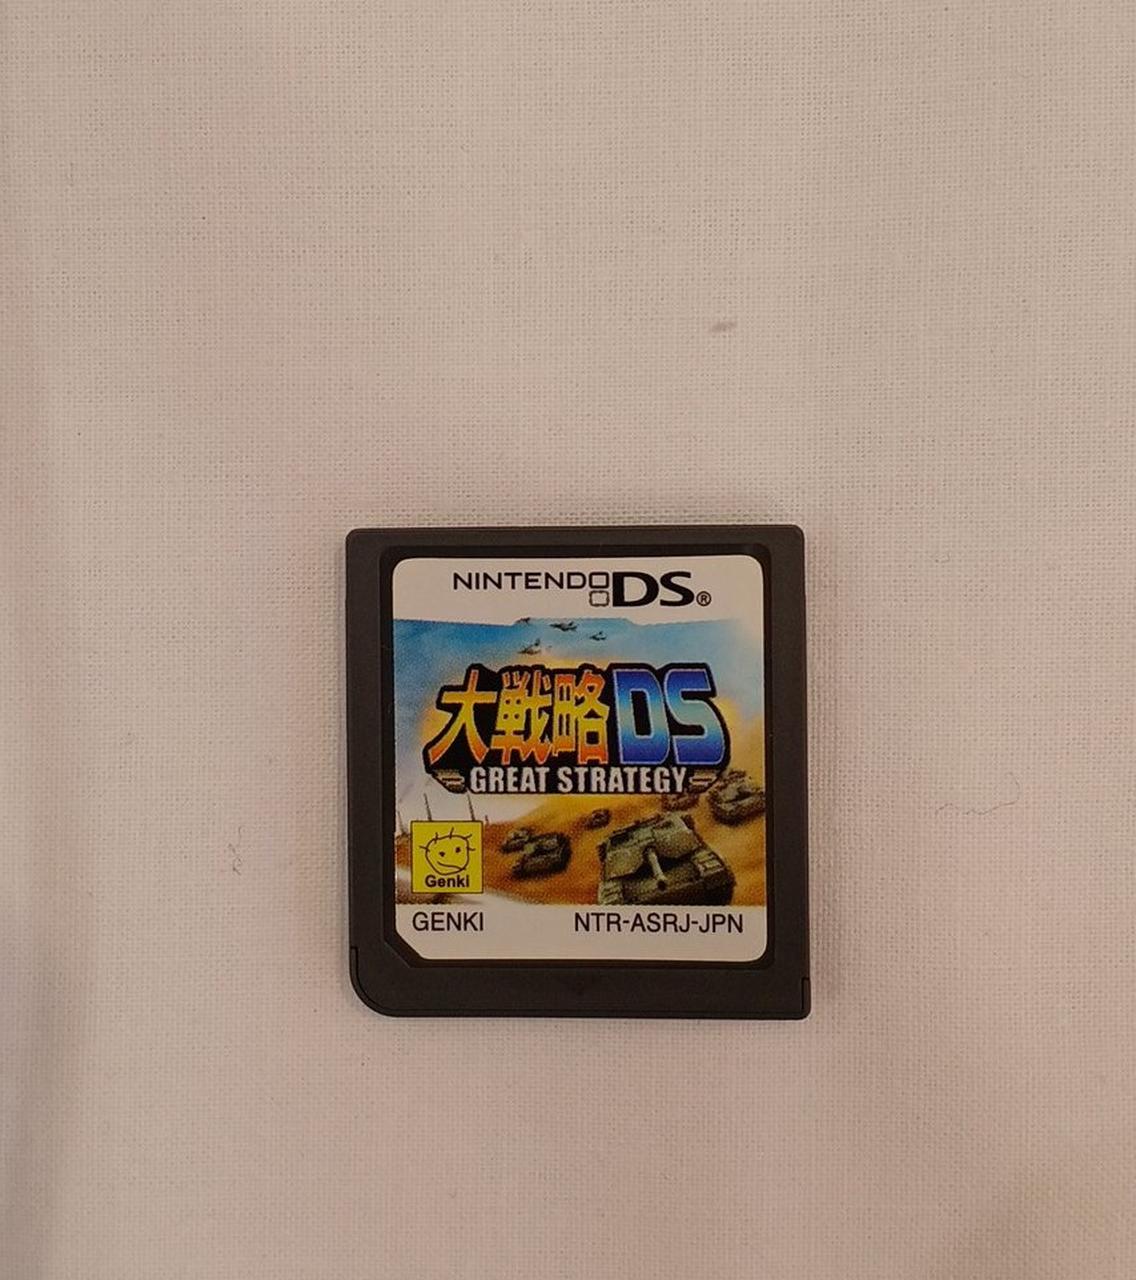 NINTENDO DS®
大戦略DS
GREAT STRATEGY
Genki
GENKI NTR-ASRJ-JPN